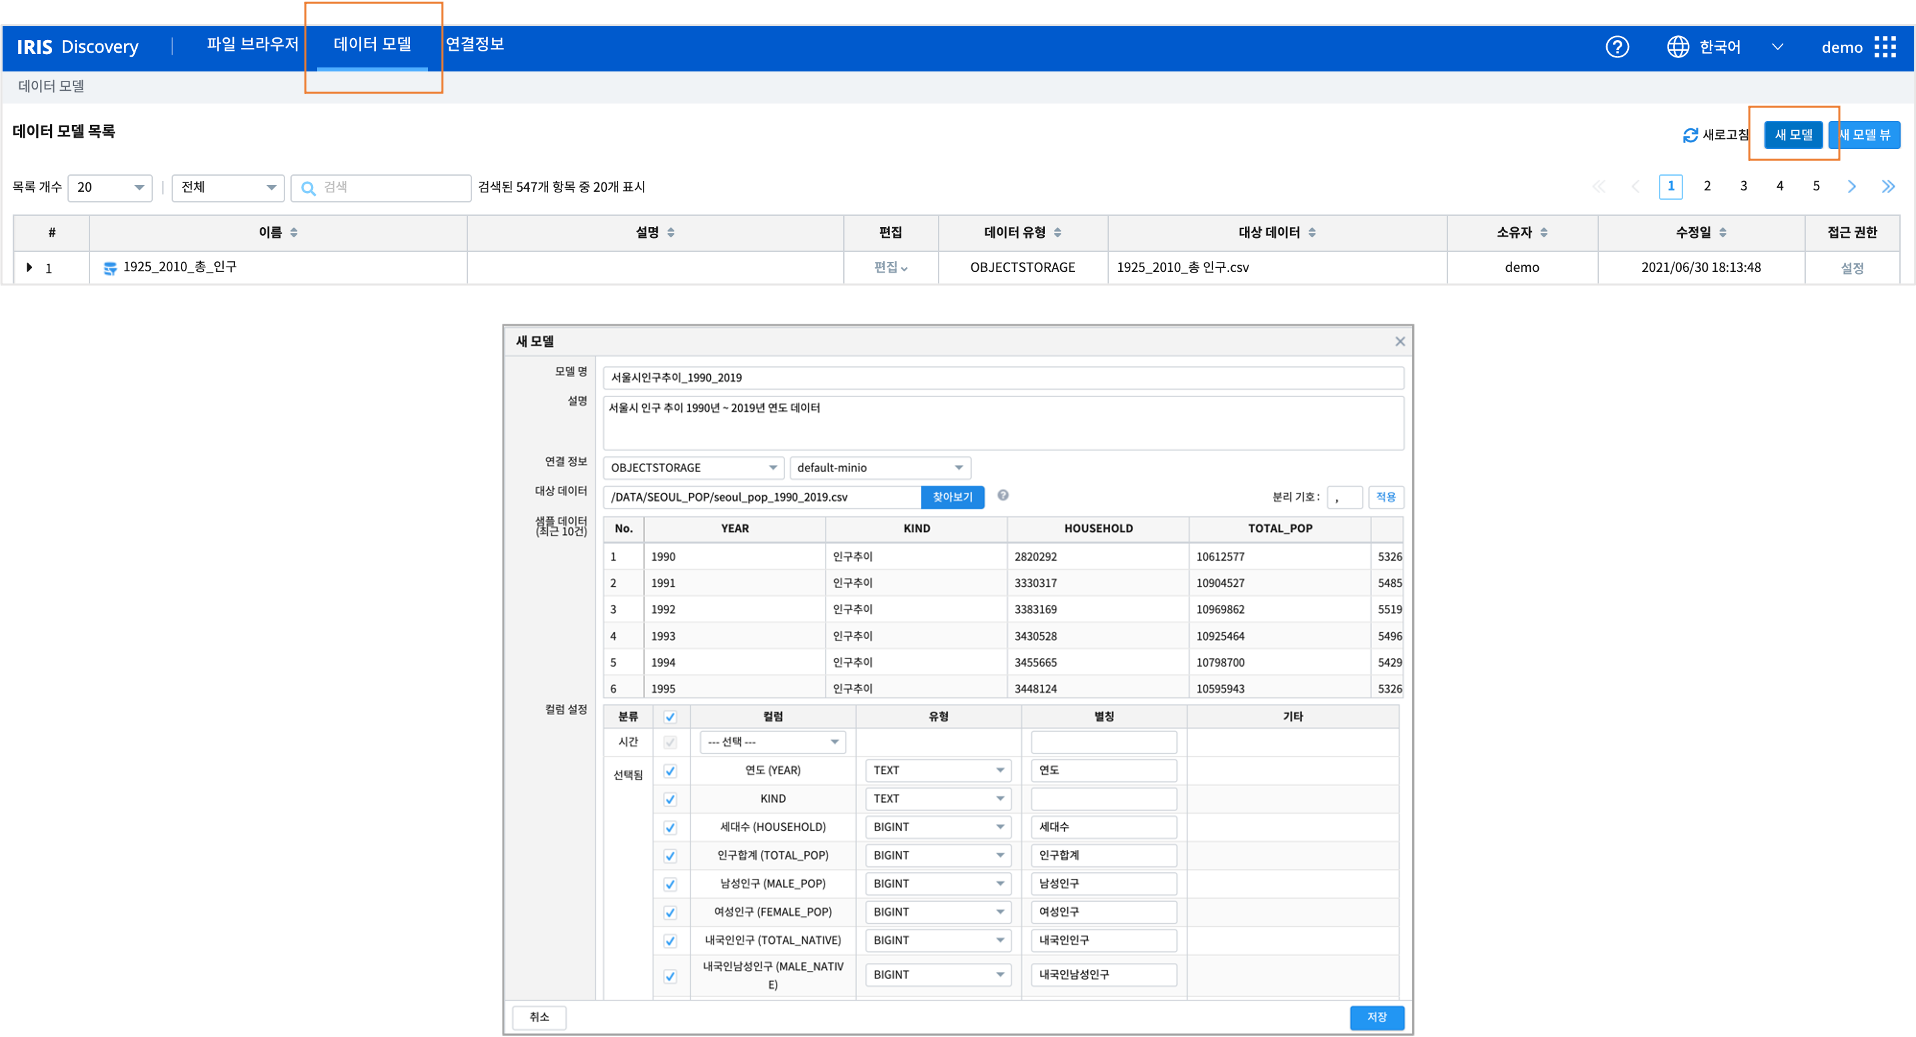 IRIS Discovery | 파일 브라우저 데이터 모델 연결정보 ? 한국어 demo
데이터 모델
데이터 모델 목록
새로고침 새 모델 새 모델 뷰
목록 개수 20 | 전체 검색 검색된 547개 항목 중 20개 표시 1 2 3 4 5
# 이름 설명 편집 데이터 유형 대상 데이터 소유자 수정일 접근 권한
1 1925_2010_총_인구 편집 OBJECTSTORAGE 1925_2010_총 인구.csv demo 2021/06/30 18:13:48 설정
새 모델
모델 명 서울시인구추이_1990_2019
설명 서울시 인구 추이 1990년 ~ 2019년 연도 데이터
연결 정보 OBJECTSTORAGE default-minio
대상 데이터 /DATA/SEOUL_POP/seoul_pop_1990_2019.csv 찾아보기 ? 분리 기호 : , 적용
샘플 데이터
(최근 10건)
No. YEAR KIND HOUSEHOLD TOTAL_POP
1 1990 인구추이 2820292 10612577 5326
2 1991 인구추이 3330317 10904527 5485
3 1992 인구추이 3383169 10969862 5519
4 1993 인구추이 3430528 10925464 5496
5 1994 인구추이 3455665 10798700 5429
6 1995 인구추이 3448124 10595943 5326
컬럼 설정
분류 컬럼 유형 별칭 기타
시간 --- 선택 ---
선택됨 연도 (YEAR) TEXT 연도
KIND TEXT
세대수 (HOUSEHOLD) BIGINT 세대수
인구합계 (TOTAL_POP) BIGINT 인구합계
남성인구 (MALE_POP) BIGINT 남성인구
여성인구 (FEMALE_POP) BIGINT 여성인구
내국인인구 (TOTAL_NATIVE) BIGINT 내국인인구
내국인남성인구 (MALE_NATIV
E) BIGINT 내국인남성인구
취소 저장